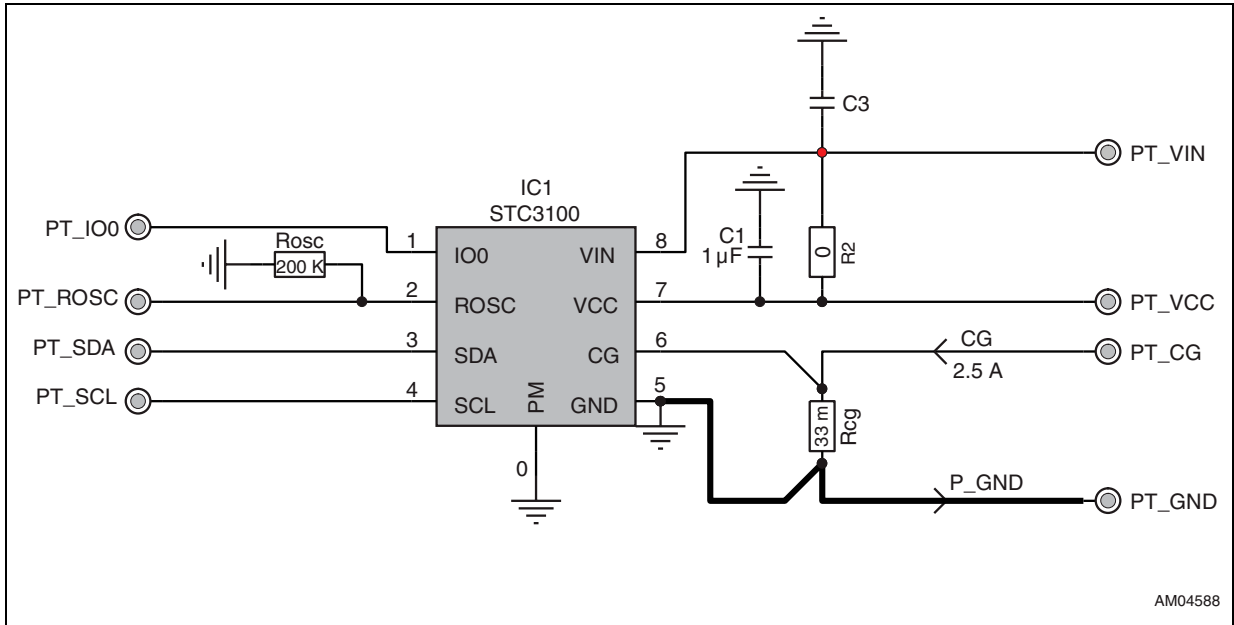 C3
PT_VIN
IC1
STC3100
PT_IO0
Rosc
200 K
1
IO0
VIN
8
C1
1 µF
0
R2
PT_ROSC
2
ROSC
VCC
7
PT_VCC
PT_SDA
3
SDA
CG
6
CG
2.5 A
PT_CG
PT_SCL
4
SCL
PM
GND
5
33 m
Rcg
0
P_GND
PT_GND
AM04588